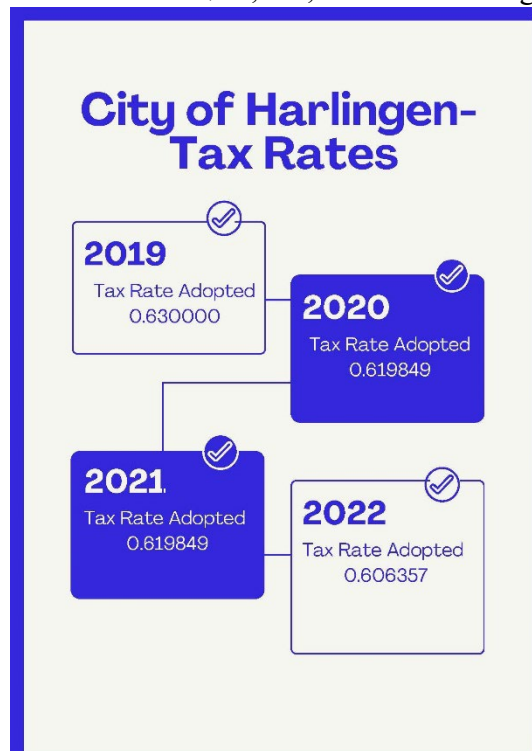 City of Harlingen-
Tax Rates
2019
Tax Rate Adopted
0.630000
2020
Tax Rate Adopted
0.619849
2021.
Tax Rate Adopted
0.619849
2022
Tax Rate Adopted
0.606357